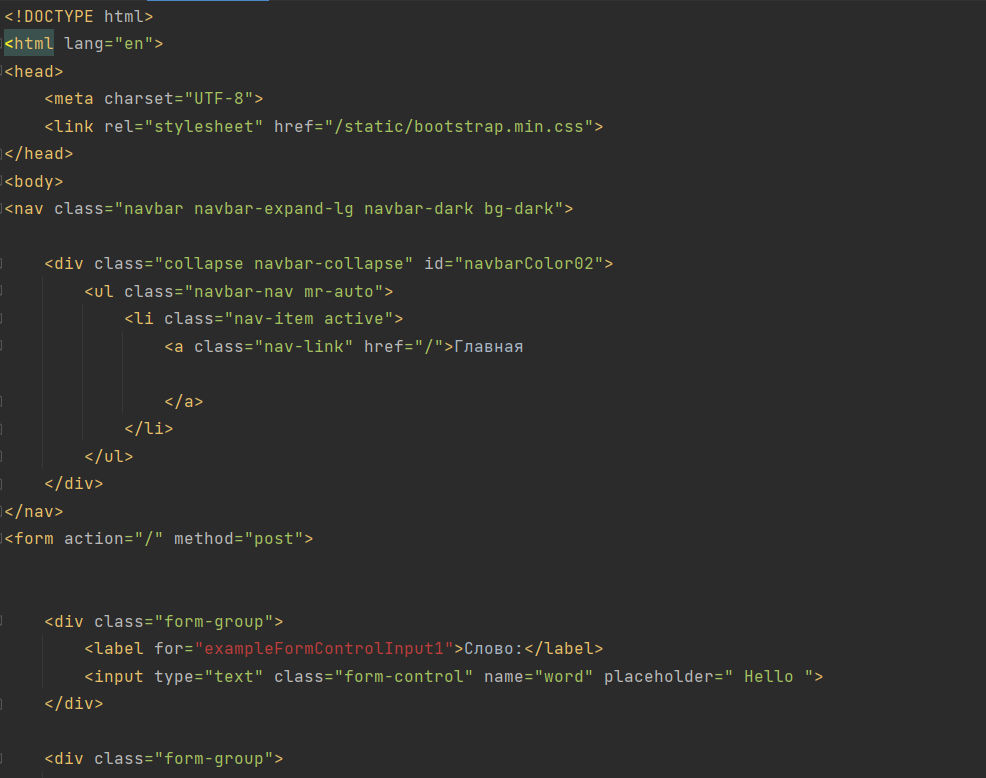 <!DOCTYPE html>
<html lang="en">
<head>
    <meta charset="UTF-8">
    <link rel="stylesheet" href="/static/bootstrap.min.css">
</head>
<body>
<nav class="navbar navbar-expand-lg navbar-dark bg-dark">
    <div class="collapse navbar-collapse" id="navbarColor02">
        <ul class="navbar-nav mr-auto">
            <li class="nav-item active">
                <a class="nav-link" href="/">Главная
                </a>
            </li>
        </ul>
    </div>
</nav>
<form action="/" method="post">
    <div class="form-group">
        <label for="exampleFormControlInput1">Слово:</label>
        <input type="text" class="form-control" name="word" placeholder=" Hello ">
    </div>
    <div class="form-group">